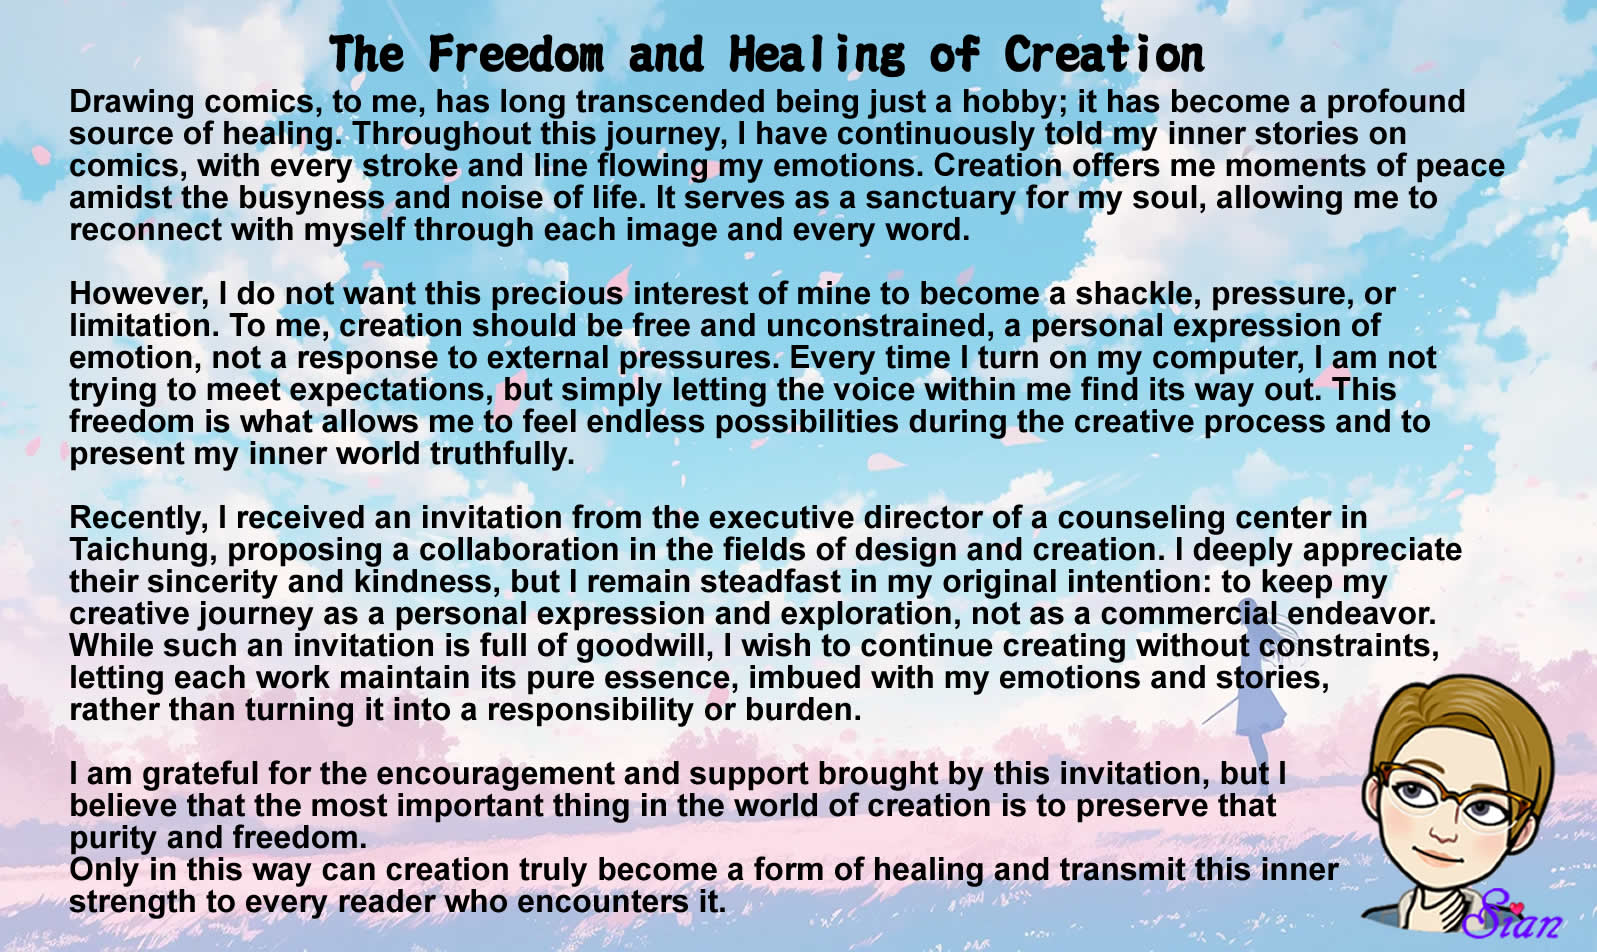 The Freedom and Healing of Creation
Drawing comics, to me, has long transcended being just a hobby; it has become a profound
source of healing. Throughout this journey, I have continuously told my inner stories on
comics, with every stroke and line flowing my emotions. Creation offers me moments of peace
amidst the busyness and noise of life. It serves as a sanctuary for my soul, allowing me to
reconnect with myself through each image and every word.
However, I do not want this precious interest of mine to become a shackle, pressure, or
limitation. To me, creation should be free and unconstrained, a personal expression of
emotion, not a response to external pressures. Every time I turn on my computer, I am not
trying to meet expectations, but simply letting the voice within me find its way out. This
freedom is what allows me to feel endless possibilities during the creative process and to
present my inner world truthfully.
Recently, I received an invitation from the executive director of a counseling center in
Taichung, proposing a collaboration in the fields of design and creation. I deeply appreciate
their sincerity and kindness, but I remain steadfast in my original intention: to keep my
creative journey as a personal expression and exploration, not as a commercial endeavor.
While such an invitation is full of goodwill, I wish to continue creating without constraints,
letting each work maintain its pure essence, imbued with my emotions and stories,
rather than turning it into a responsibility or burden.
I am grateful for the encouragement and support brought by this invitation, but I
believe that the most important thing in the world of creation is to preserve that
purity and freedom.
Only in this way can creation truly become a form of healing and transmit this inner
strength to every reader who encounters it.
Sian